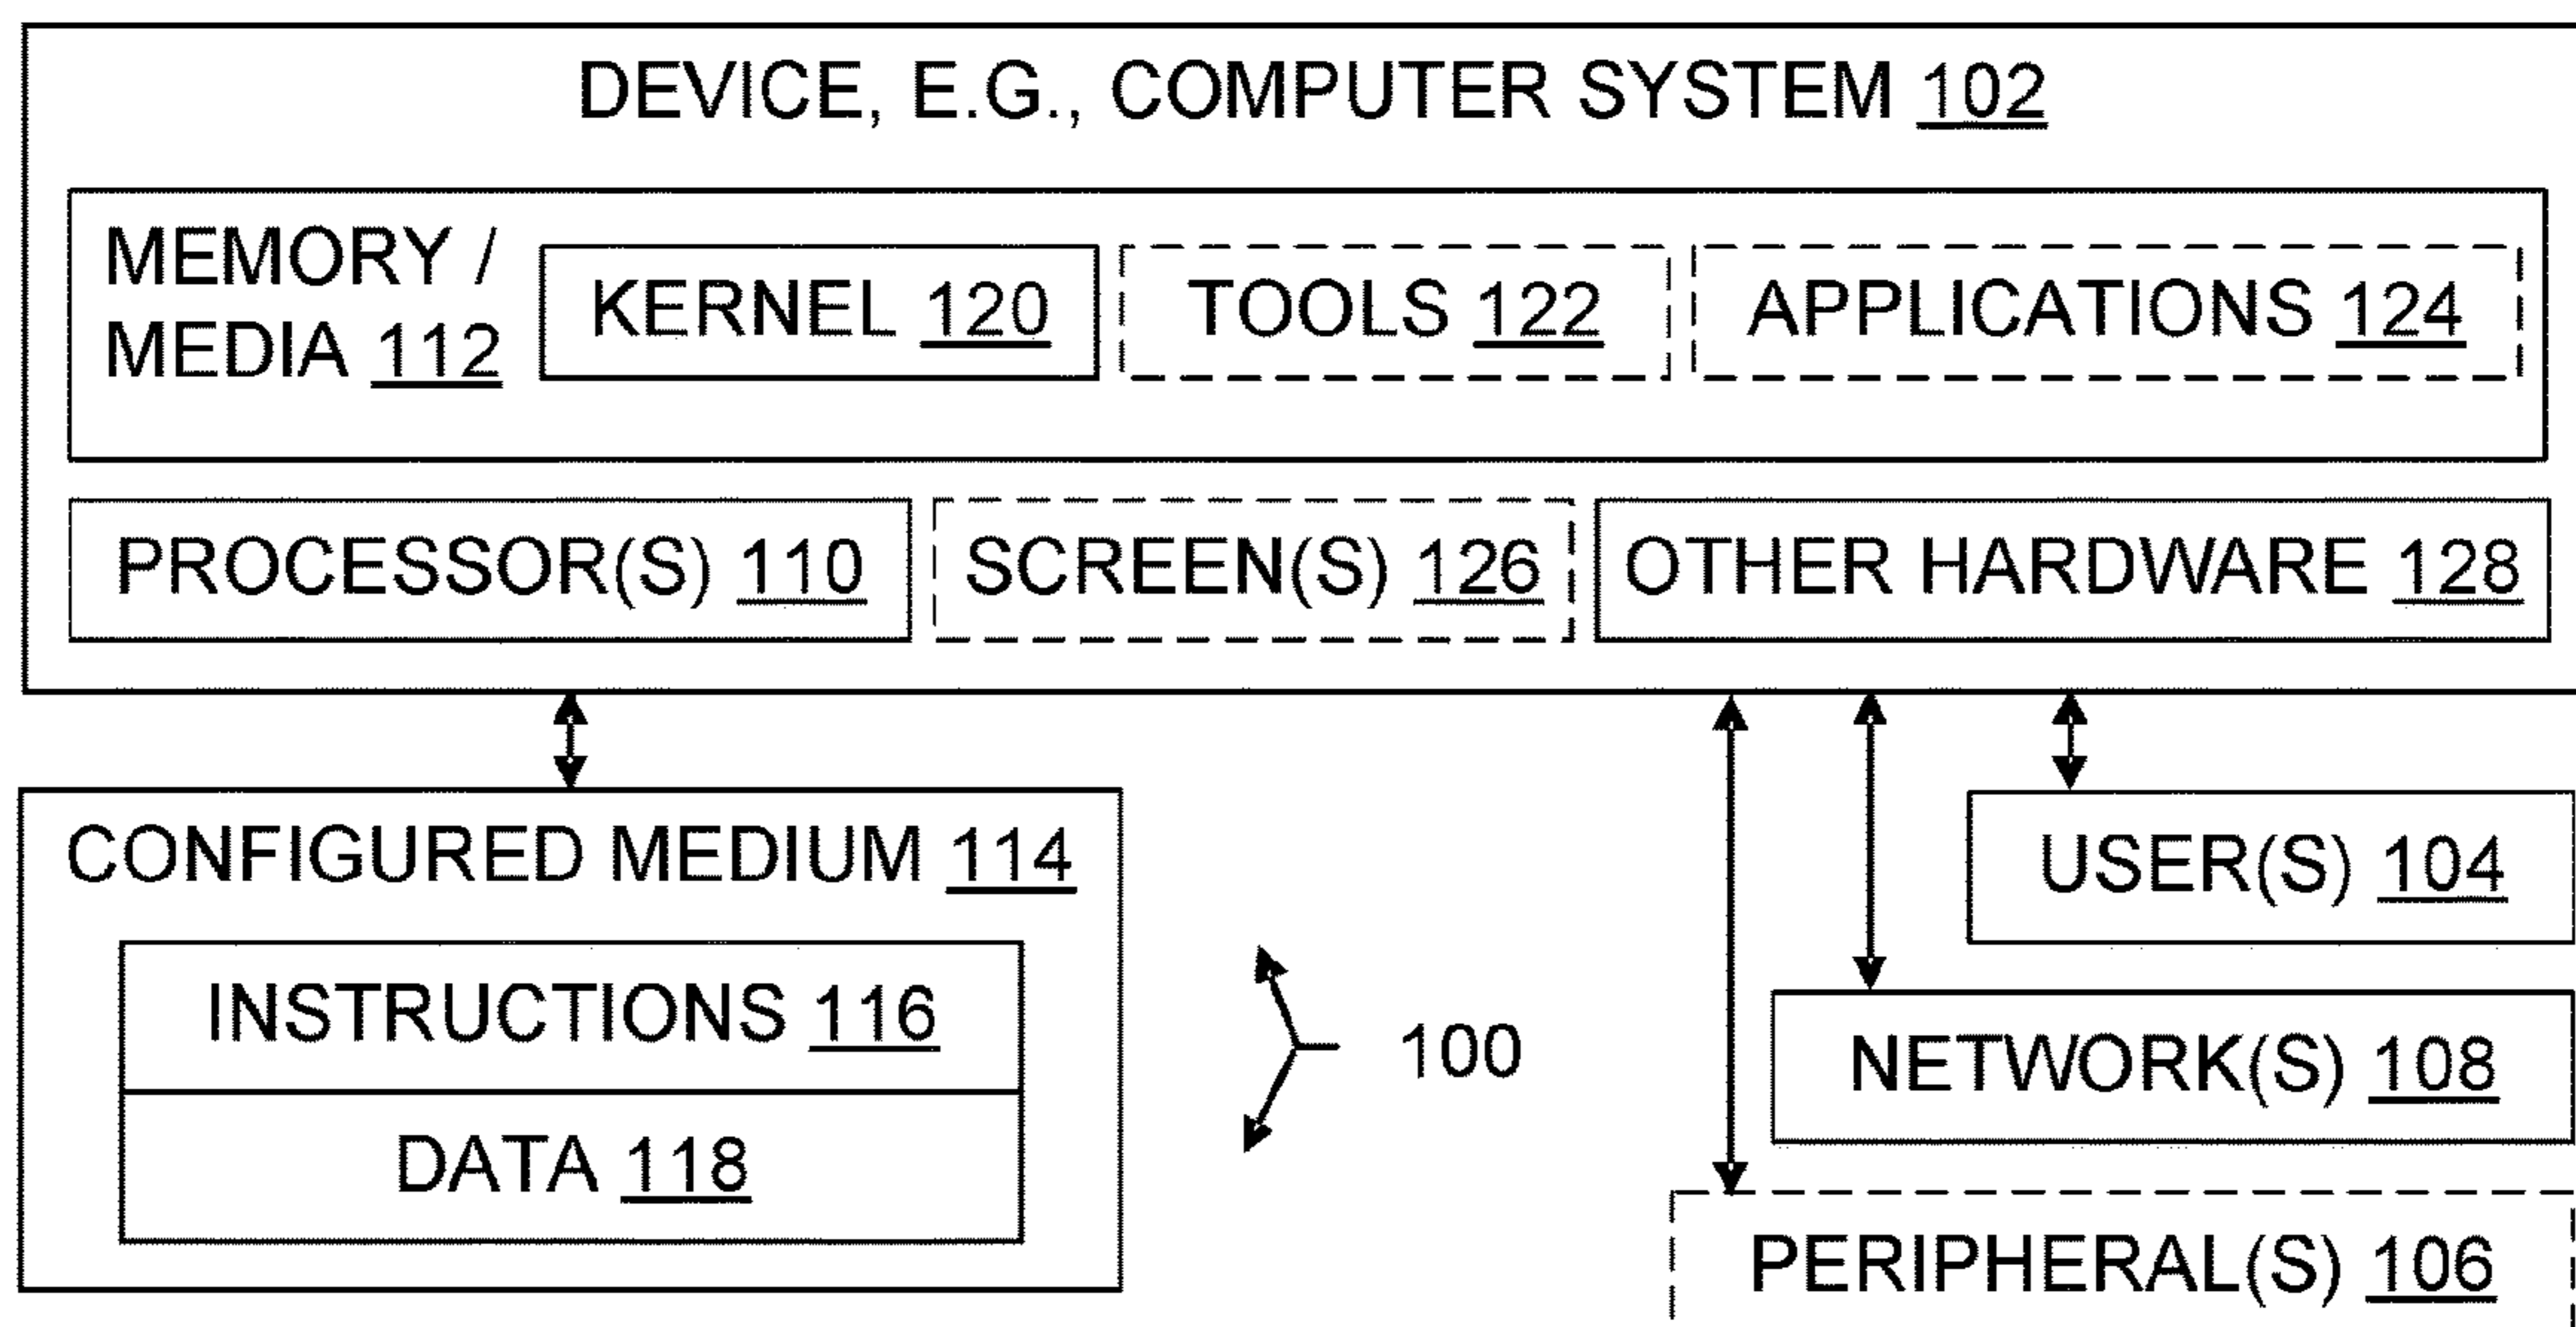 DEVICE, E.G., COMPUTER SYSTEM 102
MEMORY /
MEDIA 112
KERNEL 120
TOOLS 122
APPLICATIONS 124
PROCESSOR(S) 110
SCREEN(S) 126
OTHER HARDWARE 128
CONFIGURED MEDIUM 114
INSTRUCTIONS 116
DATA 118
100
USER(S) 104
NETWORK(S) 108
PERIPHERAL(S) 106